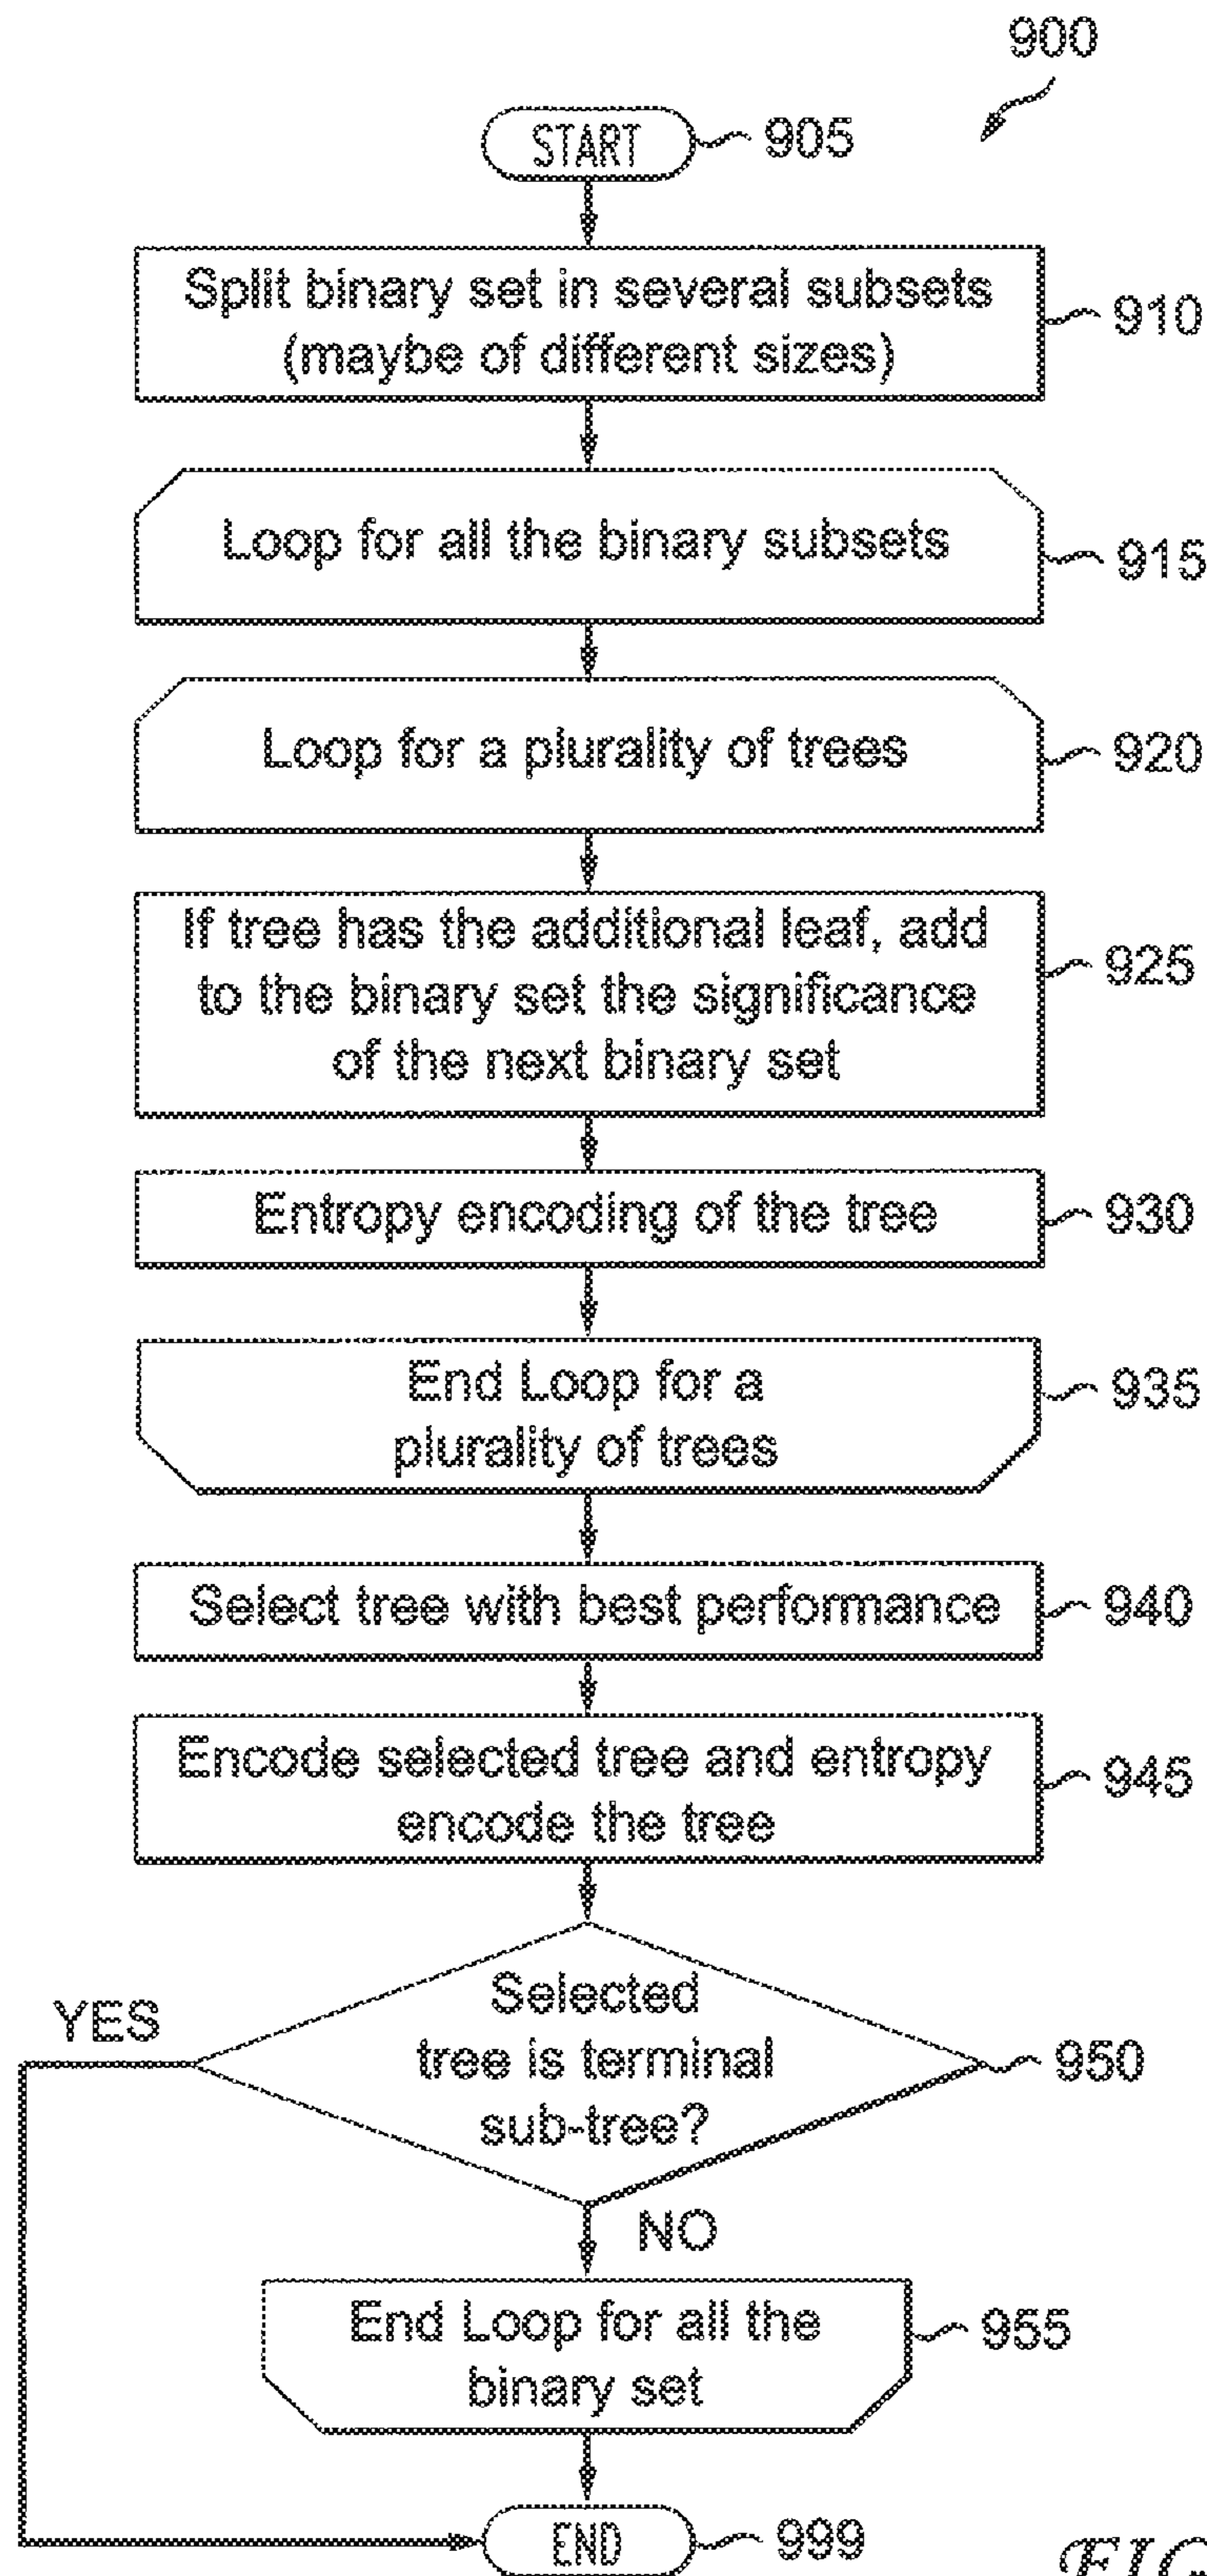 900
START
905
Split binary set in several subsets
(maybe of different sizes)
910
Loop for all the binary subsets
915
Loop for a plurality of trees
920
If tree has the additional leaf, add
to the binary set the significance
of the next binary set
925
Entropy encoding of the tree
930
End Loop for a
plurality of trees
935
Select tree with best performance
940
Encode selected tree and entropy
encode the tree
945
Selected
tree is terminal
sub-tree?
950
YES
NO
End Loop for all the
binary set
955
END
999